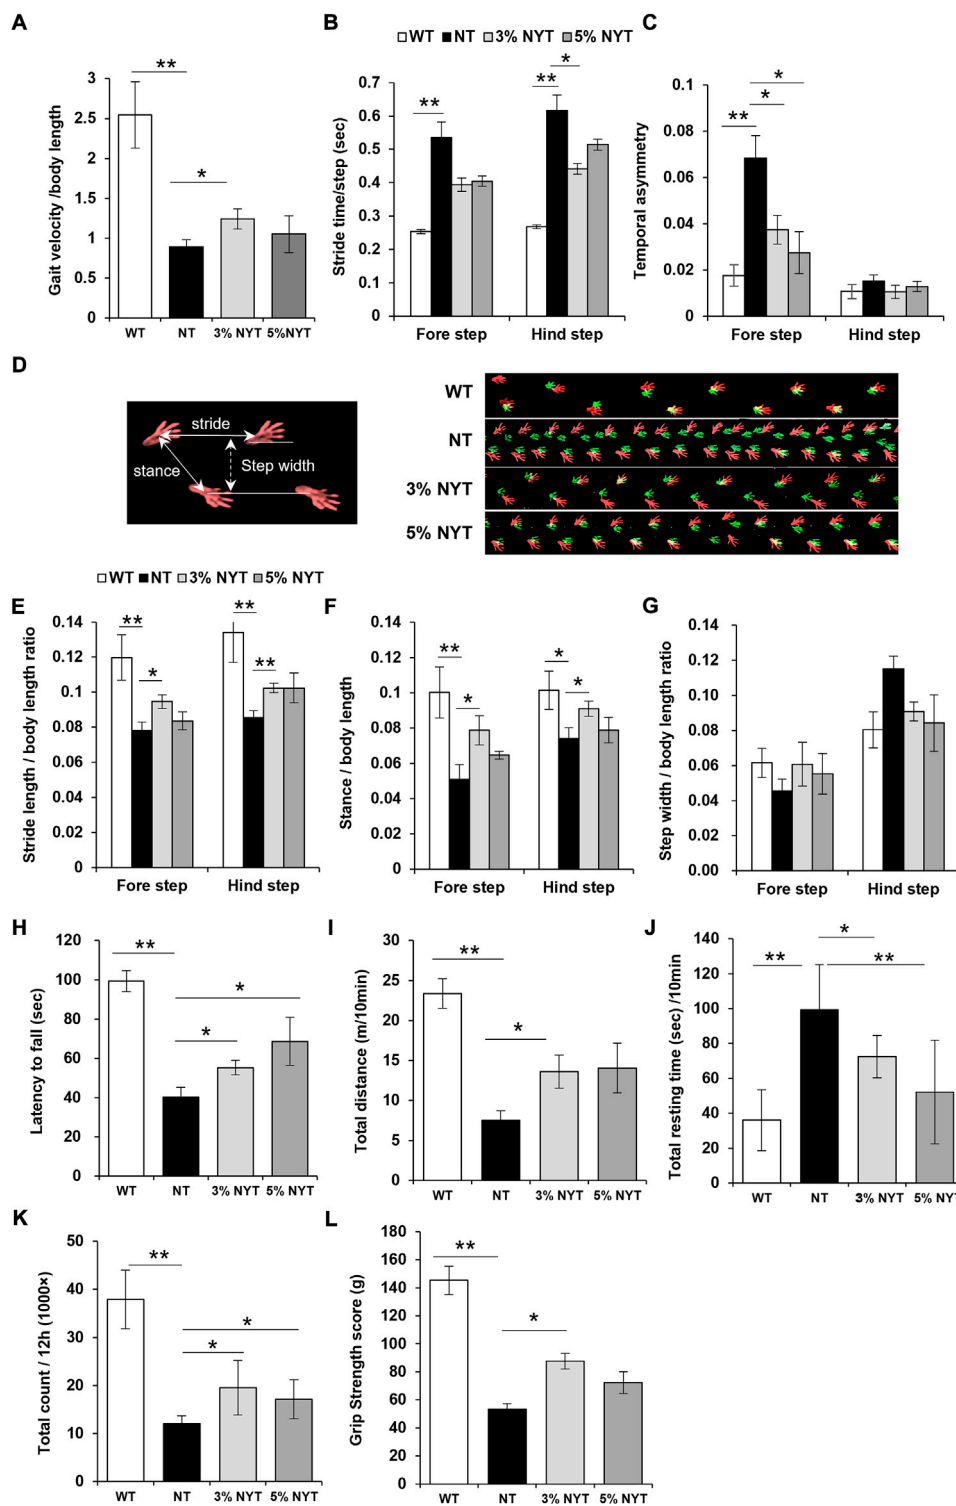 A
B
C
WT NT 3% NYT 5% NYT
Gait velocity /body length
3
2.5
2
1.5
1
0.5
0
**
*
WT NT 3% NYT 5%NYT
Stride time/step (sec)
0.7
0.6
0.5
0.4
0.3
0.2
0.1
0
**
**
*
Fore step Hind step
Temporal asymmetry
0.1
0.08
0.06
0.04
0.02
0
**
*
*
Fore step Hind step
D
stride
stance
Step width
WT
NT
3% NYT
5% NYT
WT NT 3% NYT 5% NYT
E
F
G
Stride length / body length ratio
0.14
0.12
0.1
0.08
0.06
0.04
0.02
0
**
*
**
**
Fore step Hind step
Stance / body length
0.14
0.12
0.1
0.08
0.06
0.04
0.02
0
**
*
*
*
Fore step Hind step
Step width / body length ratio
0.14
0.12
0.10
0.08
0.06
0.04
0.02
0.00
Fore step Hind step
H
I
J
Latency to fall (sec)
120
100
80
60
40
20
0
**
*
*
WT NT 3% NYT 5% NYT
Total distance (m/10min)
30
25
20
15
10
5
0
**
*
WT NT 3% NYT 5% NYT
Total resting time (sec) /10min
140
120
100
80
60
40
20
0
**
*
**
WT NT 3% NYT 5% NYT
K
L
Total count / 12h (1000×)
50
40
30
20
10
0
**
*
*
WT NT 3% NYT 5% NYT
Grip Strength score (g)
180
160
140
120
100
80
60
40
20
0
**
*
WT NT 3% NYT 5% NYT